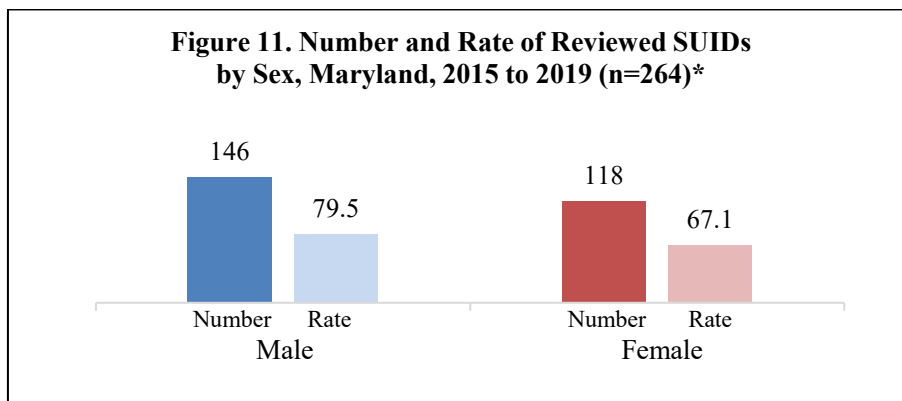 Figure 11. Number and Rate of Reviewed SUIDs
by Sex, Maryland, 2015 to 2019 (n=264)*
146
79.5
118
67.1
Number Rate Number Rate
Male Female